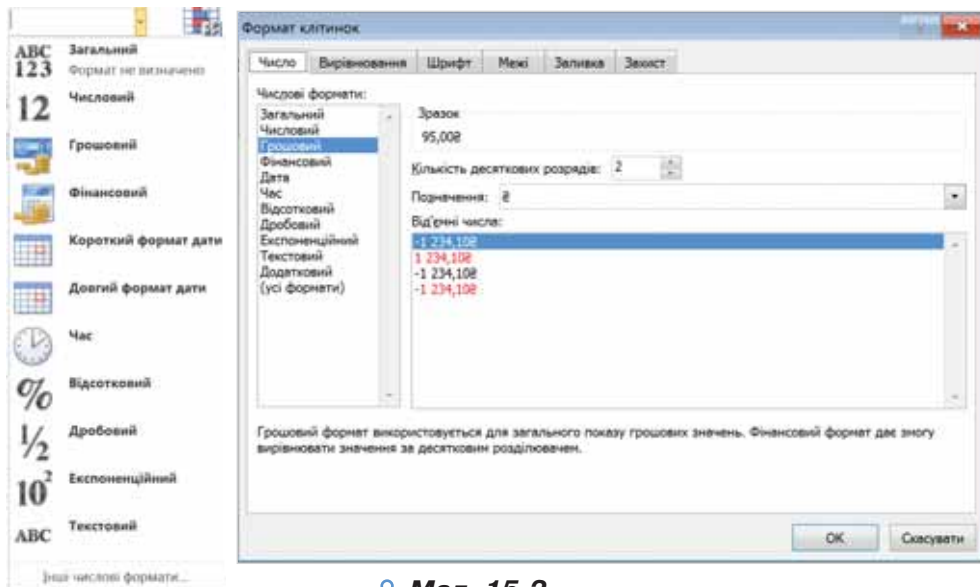 ABC
123
Загальний
Формат не визначено
12
Числовий
Грошовий
Фінансовий
Короткий формат дати
Довгий формат дати
Час
%
Відсотковий
1/2
Дробовий
10²
Експоненційний
ABC
Текстовий
Інші числові формати...
Формат клітинок
Число Вирівнювання Шрифт Межі Заливка Захист
Числові формати:
Загальний
Числовий
Грошовий
Фінансовий
Дата
Час
Відсотковий
Дробовий
Експоненційний
Текстовий
Додатковий
(усі формати)
Зразок
95,00₴
Кількість десяткових розрядів: 2
Позначення: ₴
Від'ємні числа:
-1 234,10₴
1 234,10₴
-1 234,10₴
-1 234,10₴
Грошовий формат використовується для загального показу грошових значень. Фінансовий формат дає змогу
вирівнювати значення за десятковим розділювачем.
OK Скасувати